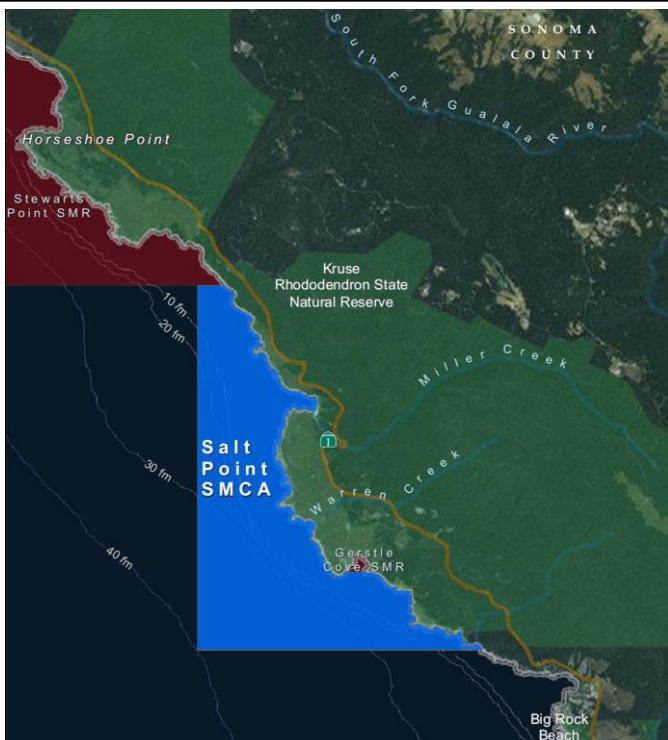 SONOMA
COUNTY
South Fork Gualala River
Horseshoe Point
Stewarts
Point SMR
Kruse
Rhododendron State
Natural Reserve
10 fm
20 fm
Miller Creek
1
Salt
Point
SMCA
30 fm
Warren Creek
40 fm
Gerstle
Cove SMR
Big Rock
Beach